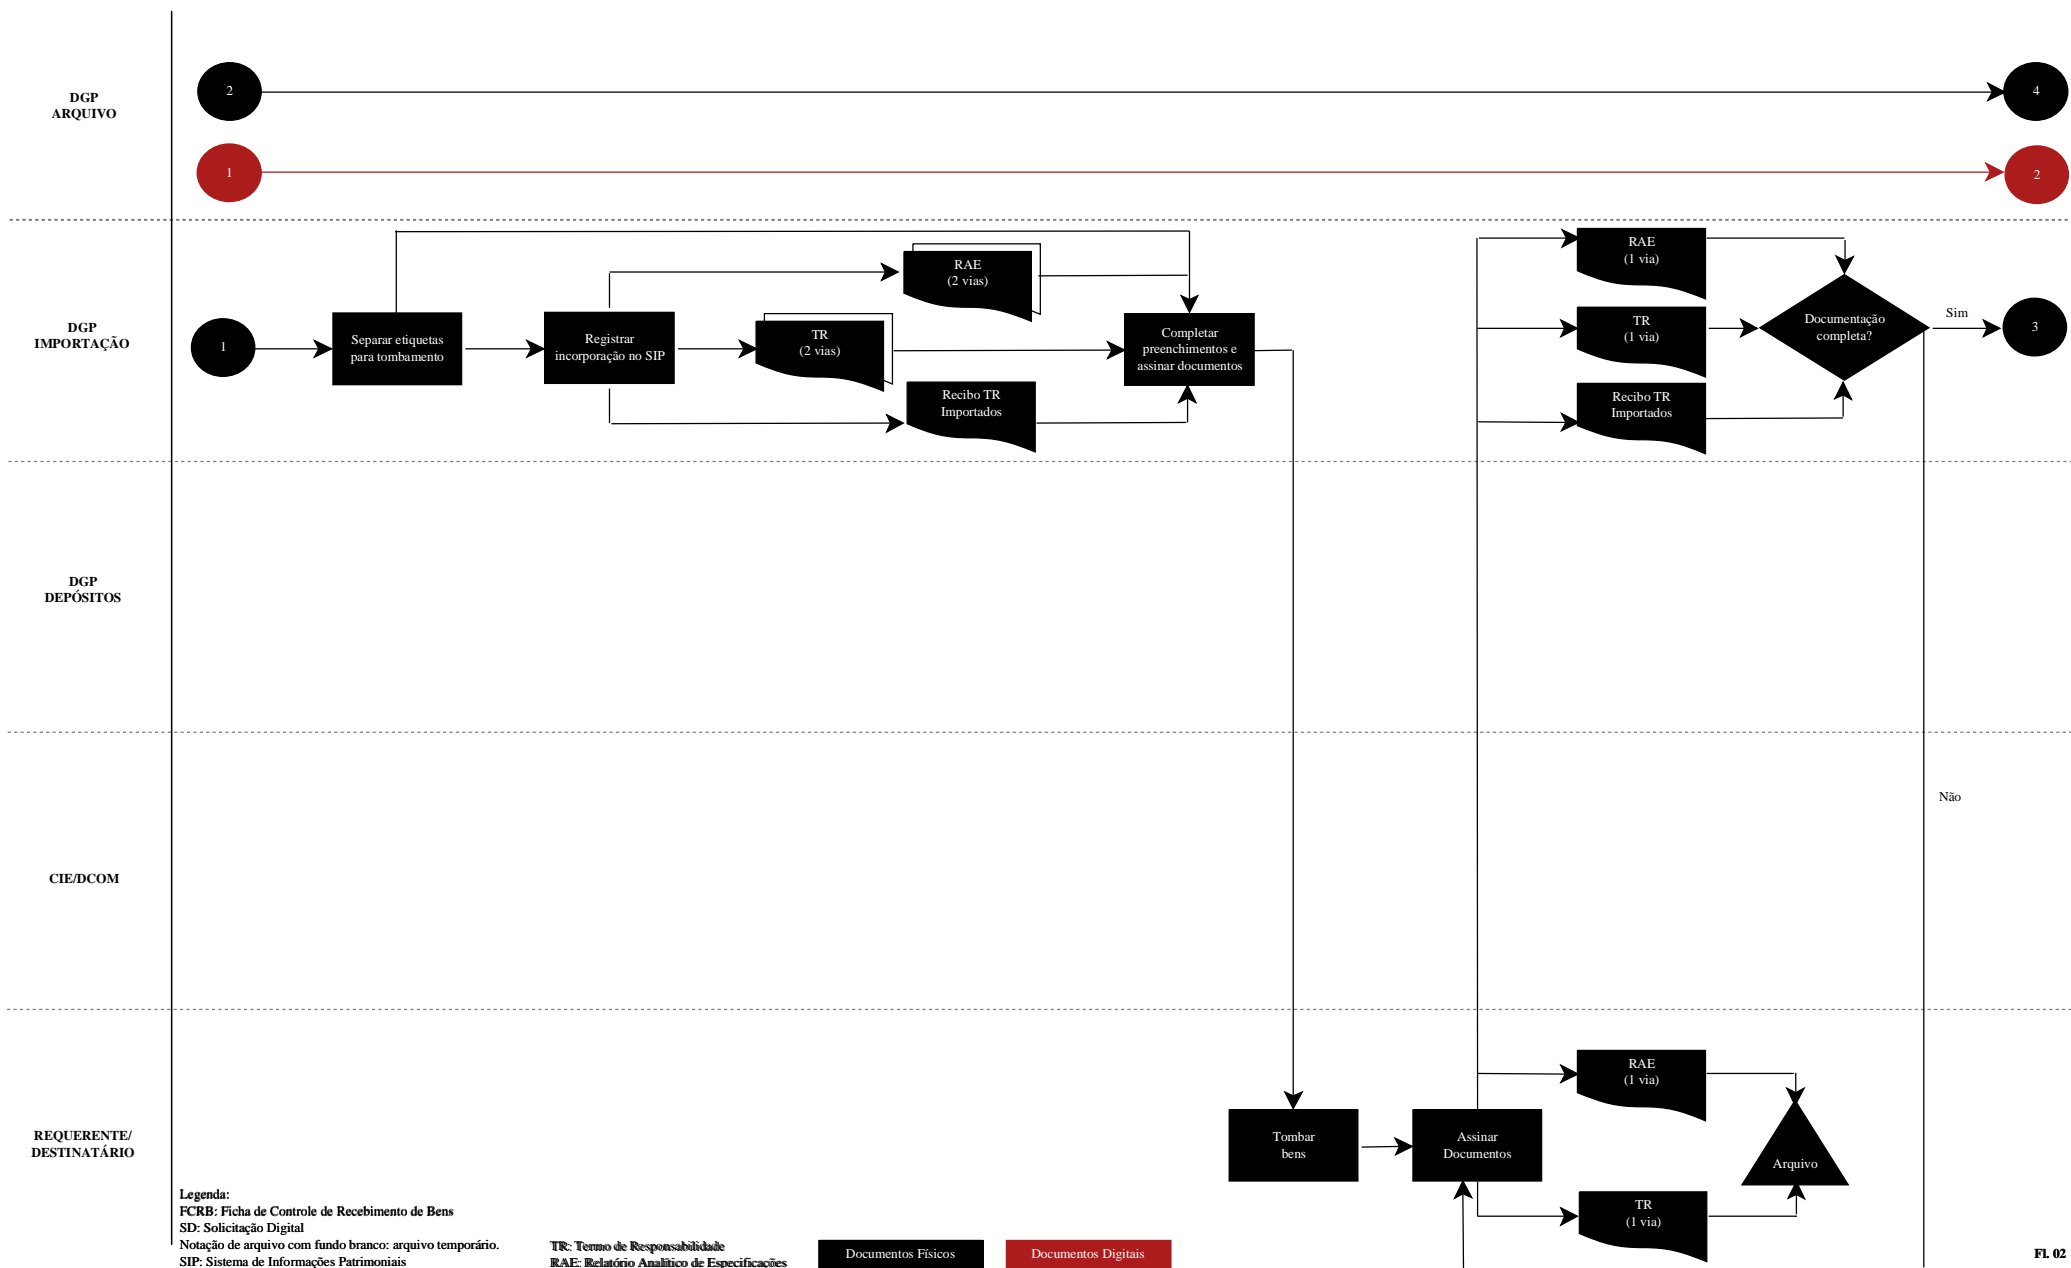 DGP
ARQUIVO
2
4
1
2
DGP
IMPORTAÇÃO
1
Separar etiquetas
para tombamento
Registrar
incorporação no SIP
RAE
(2 vias)
TR
(2 vias)
Recibo TR
Importados
Completar
preenchimentos e
assinar documentos
RAE
(1 via)
TR
(1 via)
Recibo TR
Importados
Documentação
completa?
Sim
3
DGP
DEPÓSITOS
Não
CIE/DCOM
REQUERENTE/
DESTINATÁRIO
Tombar
bens
Assinar
Documentos
RAE
(1 via)
TR
(1 via)
Arquivo
Legenda:
FCRB: Ficha de Controle de Recebimento de Bens
SD: Solicitação Digital
Notação de arquivo com fundo branco: arquivo temporário.
SIP: Sistema de Informações Patrimoniais
TR: Termo de Responsabilidade
RAE: Relatório Analítico de Especificações
Documentos Físicos
Documentos Digitais
Fl. 02